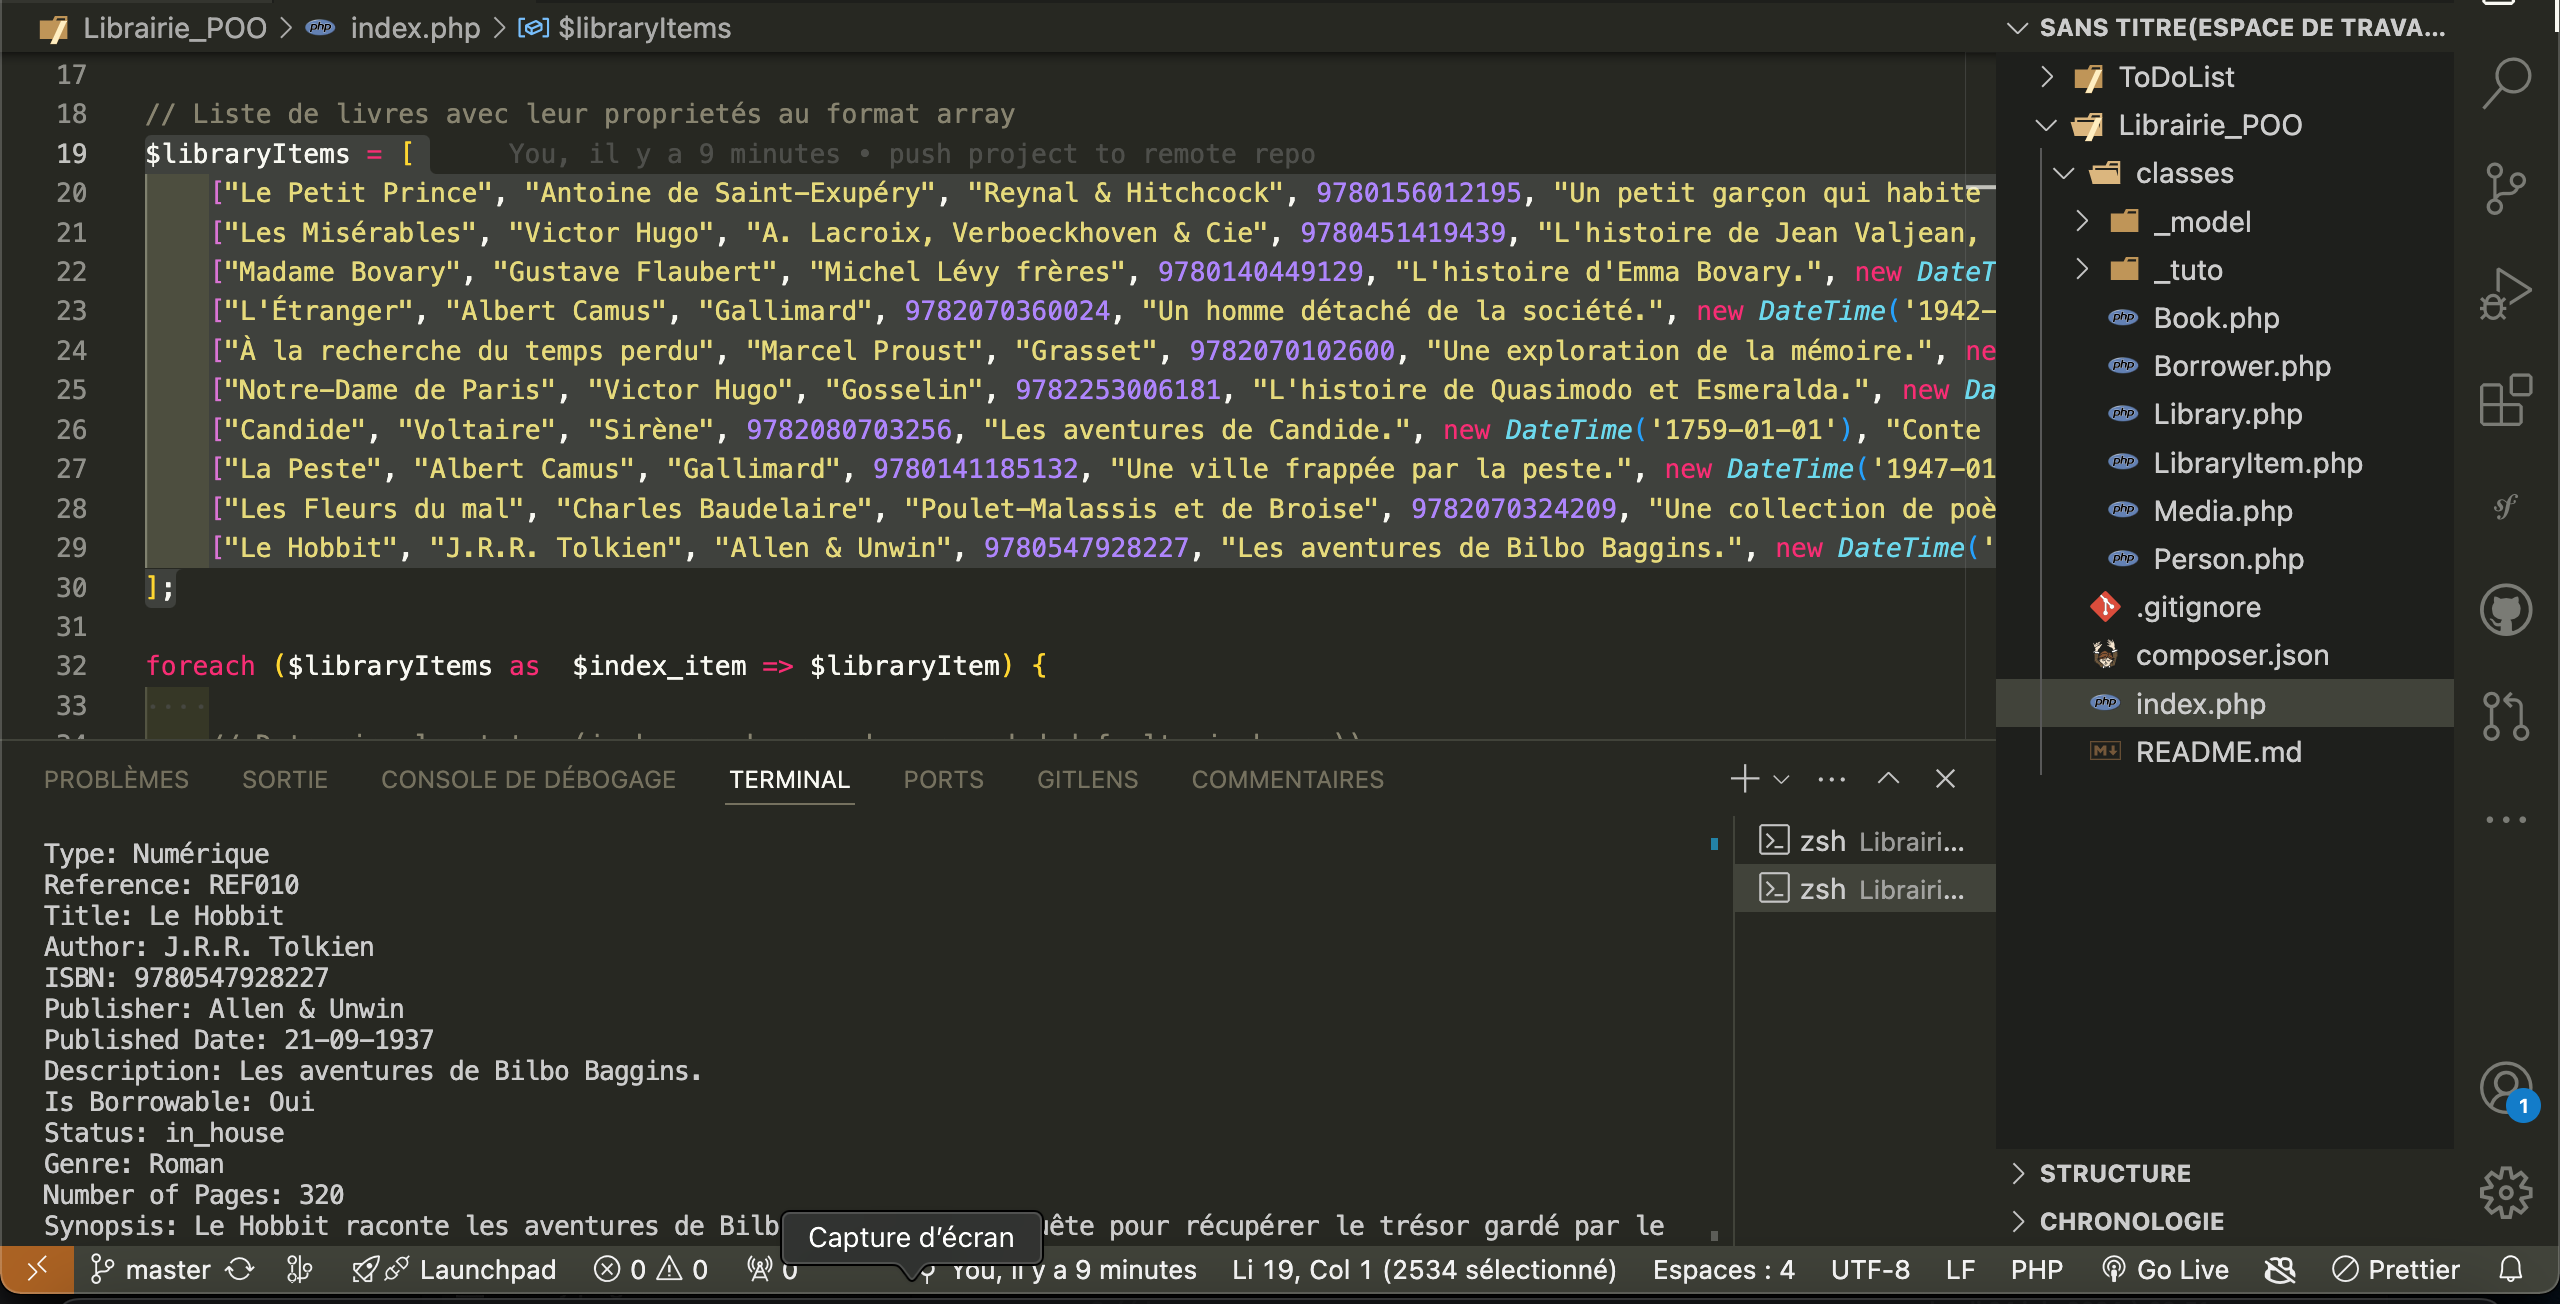 Librairie_POO > index.php > $libraryItems
17
18 // Liste de livres avec leur proprietés au format array
19 $libraryItems = [ You, il y a 9 minutes • push project to remote repo
20 ["Le Petit Prince", "Antoine de Saint-Exupéry", "Reynal & Hitchcock", 9780156012195, "Un petit garçon qui habite
21 ["Les Misérables", "Victor Hugo", "A. Lacroix, Verboeckhoven & Cie", 9780451419439, "L'histoire de Jean Valjean,
22 ["Madame Bovary", "Gustave Flaubert", "Michel Lévy frères", 9780140449129, "L'histoire d'Emma Bovary.", new DateT
23 ["L'Étranger", "Albert Camus", "Gallimard", 9782070360024, "Un homme détaché de la société.", new DateTime('1942-
24 ["À la recherche du temps perdu", "Marcel Proust", "Grasset", 9782070102600, "Une exploration de la mémoire.", ne
25 ["Notre-Dame de Paris", "Victor Hugo", "Gosselin", 9782253006181, "L'histoire de Quasimodo et Esmeralda.", new Da
26 ["Candide", "Voltaire", "Sirène", 9782080703256, "Les aventures de Candide.", new DateTime('1759-01-01'), "Conte
27 ["La Peste", "Albert Camus", "Gallimard", 9780141185132, "Une ville frappée par la peste.", new DateTime('1947-01
28 ["Les Fleurs du mal", "Charles Baudelaire", "Poulet-Malassis et de Broise", 9782070324209, "Une collection de poè
29 ["Le Hobbit", "J.R.R. Tolkien", "Allen & Unwin", 9780547928227, "Les aventures de Bilbo Baggins.", new DateTime('
30 ];
31
32 foreach ($libraryItems as $index_item => $libraryItem) {
33
PROBLÈMES SORTIE CONSOLE DE DÉBOGAGE TERMINAL PORTS GITLENS COMMENTAIRES
Type: Numérique
Reference: REF010
Title: Le Hobbit
Author: J.R.R. Tolkien
ISBN: 9780547928227
Publisher: Allen & Unwin
Published Date: 21-09-1937
Description: Les aventures de Bilbo Baggins.
Is Borrowable: Oui
Status: in_house
Genre: Roman
Number of Pages: 320
Synopsis: Le Hobbit raconte les aventures de Bilb uête pour récupérer le trésor gardé par le
Capture d'écran
zsh Librairi...
zsh Librairi...
SANS TITRE(ESPACE DE TRAVA...
ToDoList
Librairie_POO
classes
_model
_tuto
php Book.php
php Borrower.php
php Library.php
php LibraryItem.php
php Media.php
php Person.php
.gitignore
composer.json
php index.php
README.md
STRUCTURE
CHRONOLOGIE
1
master Launchpad 0 0 0 You, il y a 9 minutes Li 19, Col 1 (2534 sélectionné) Espaces : 4 UTF-8 LF PHP Go Live Prettier